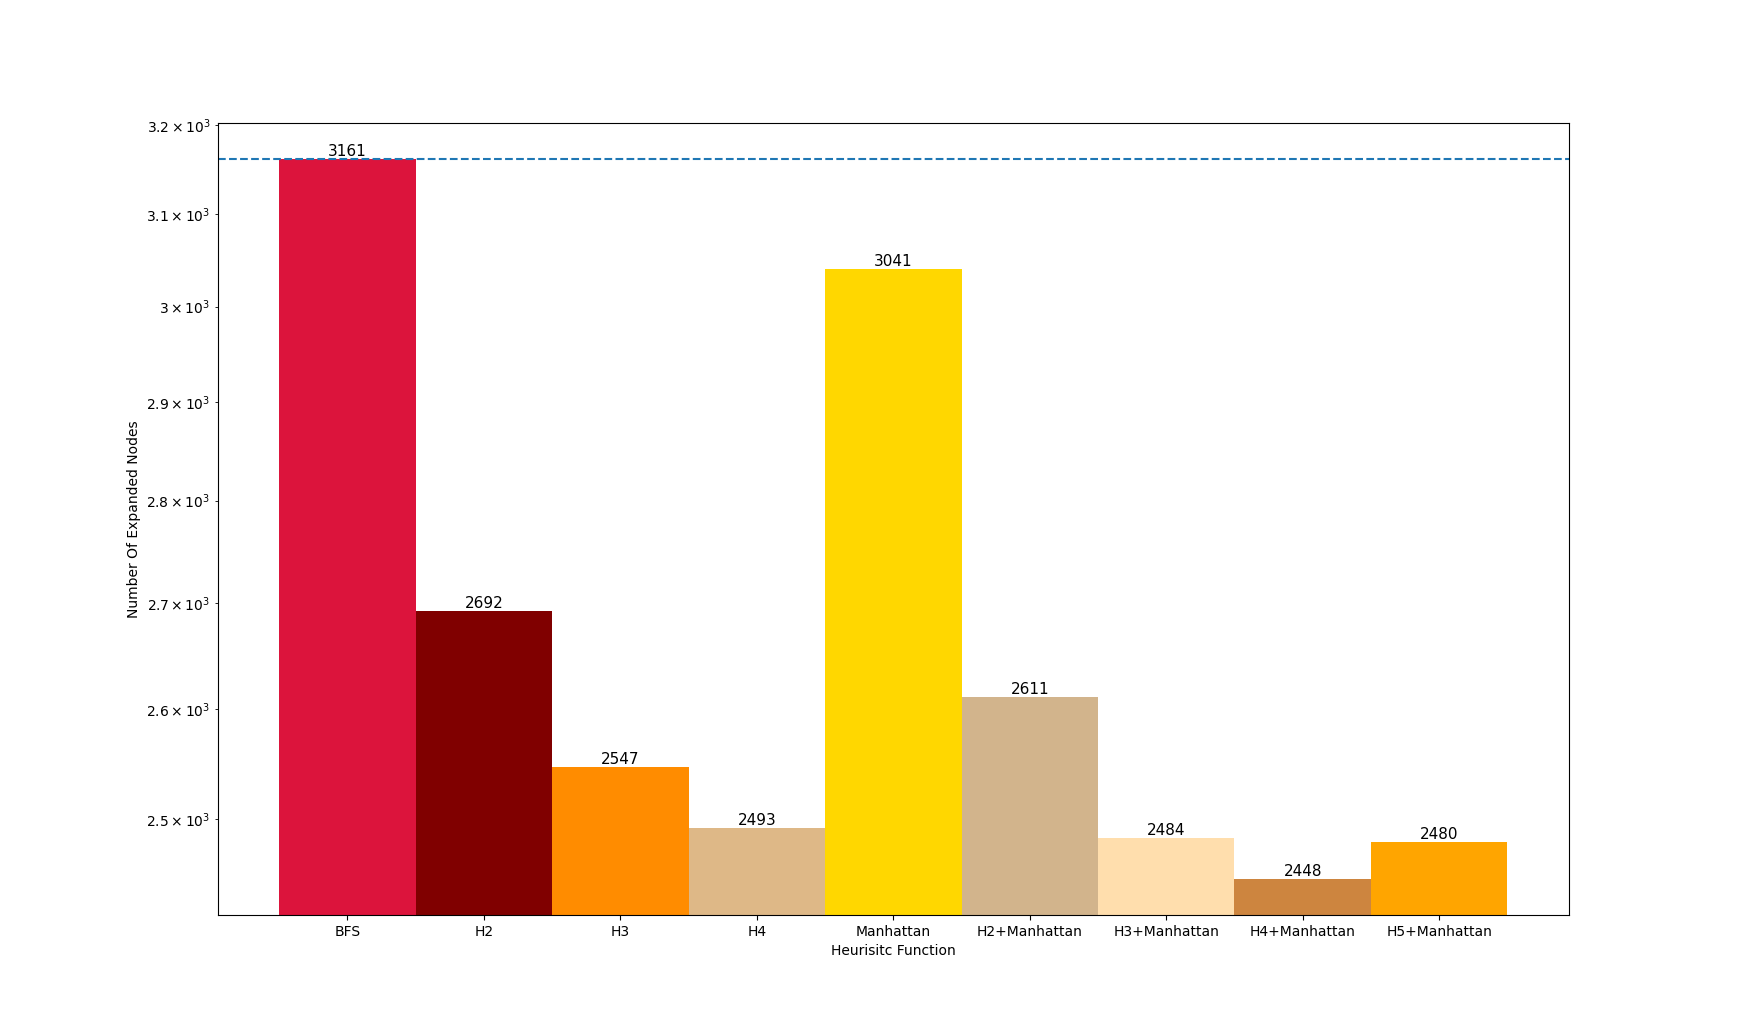 3.2 × 10³
3.1 × 10³
3 × 10³
2.9 × 10³
2.8 × 10³
2.7 × 10³
2.6 × 10³
2.5 × 10³
Number Of Expanded Nodes
3161
2692
2547
2493
3041
2611
2484
2448
2480
BFS H2 H3 H4 Manhattan H2+Manhattan H3+Manhattan H4+Manhattan H5+Manhattan
Heurisitc Function